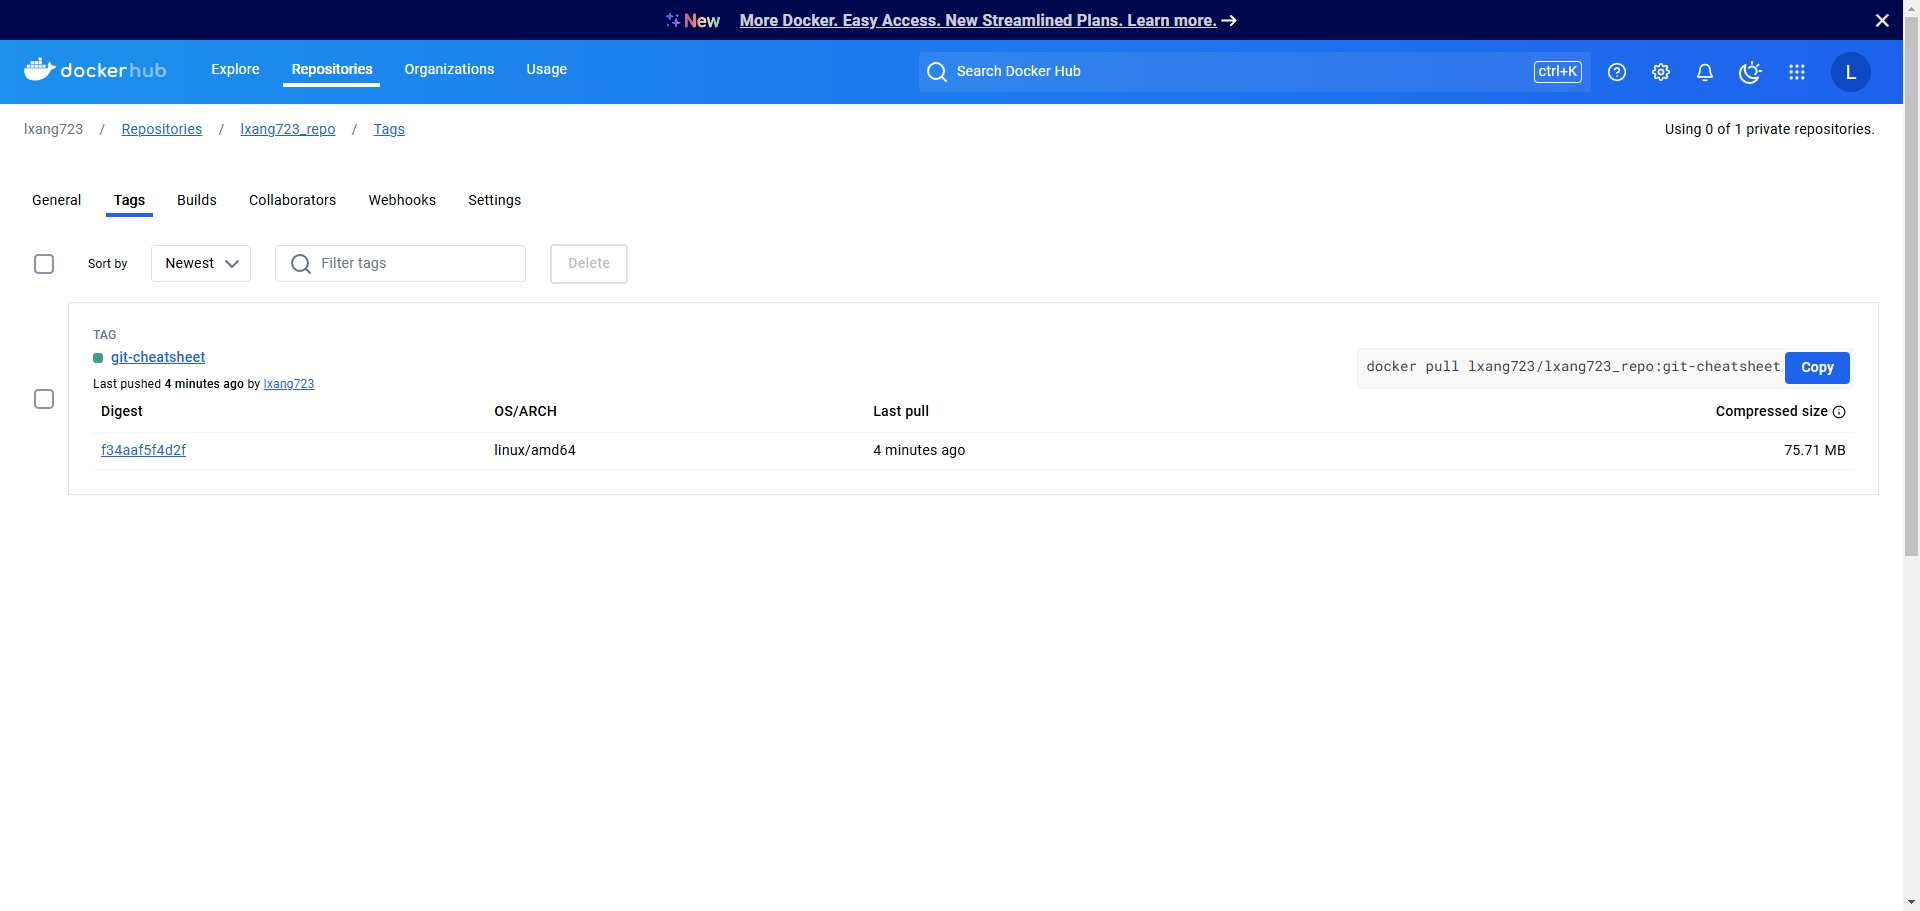 New More Docker. Easy Access. New Streamlined Plans. Learn more. →
dockerhub Explore Repositories Organizations Usage Search Docker Hub ctrl+K L
lxang723 / Repositories / lxang723_repo / Tags Using 0 of 1 private repositories.
General Tags Builds Collaborators Webhooks Settings
Sort by Newest Filter tags Delete
TAG
git-cheatsheet
docker pull lxang723/lxang723_repo:git-cheatsheet Copy
Last pushed 4 minutes ago by lxang723
Digest OS/ARCH Last pull Compressed size
f34aaf5f4d2f linux/amd64 4 minutes ago 75.71 MB